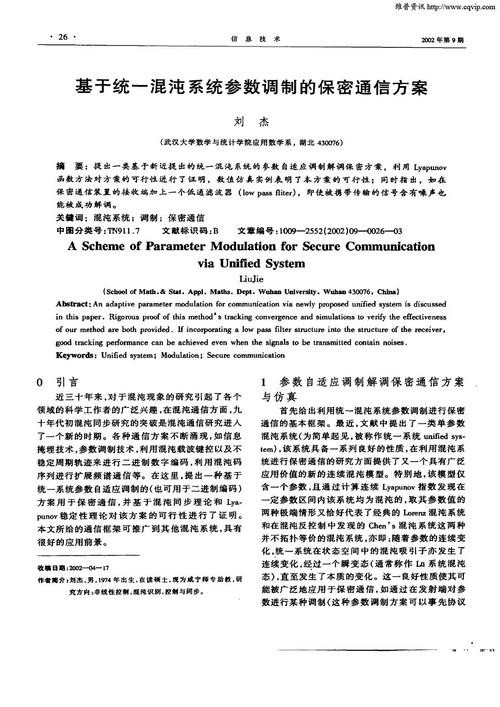 维普资讯 http://www.cqvip.com
· 26 ·
信 息 技 术
2002 年第 9 期
基于统一混沌系统参数调制的保密通信方案
刘 杰
(武汉大学数学与统计学院应用数学系，湖北 430076)
摘 要：提出一类基于新近提出的统一混沌系统的参数自适应调制解调保密方案，利用 Lyapunov
函数方法对方案的可行性进行了证明，数值仿真实例表明了本方案的可行性；同时指出，如在
保密通信装置的接收端加上一个低通滤波器 (low pass fliter)，即使被携带传输的信号含有噪声也
能被成功解调。
关键词：混沌系统；调制；保密通信
中图分类号:TN911.7 文献标识码:B 文章编号:1009—2552(2002)09—0026—03
A Scheme of Parameter Modulation for Secure Communication
via Unified System
LiuJie
(School of Math.& Stat. Appl. Maths. Dept. Wuhan University. Wuhan 430076, China)
Abstract: An adaptive parameter modulation for communication via newly proposed unified system is discussed
in this paper. Rigorous proof of this method's tracking convergence and simulations to verify the effectiveness
of our method are both provided. If incorporating a low pass filter structure into the structure of the receiver,
good tracking performance can be achieved even when the signals to be transmitted contain noises.
Keywords: Unified system; Modulation; Secure communication
0 引言
近三十年来,对于混沌现象的研究引起了各个
领域的科学工作者的广泛兴趣,在混沌通信方面,九
十年代初混沌同步研究的突破是混沌通信研究进入
了一个新的时期。各种通信方案不断涌现,如信息
掩埋技术,参数调制技术,利用混沌载波键控以及不
稳定周期轨迹来进行二进制数字编码,利用混沌码
序列进行扩展频谱通信等。在这里,提出一种基于
统一系统参数自适应调制的(也可用于二进制编码)
方案用于保密通信,并基于混沌同步理论和 Lya-
punov 稳定性理论对该方案的可行性进行了证明。
本文所给的通信框架可推广到其他混沌系统,具有
很好的应用前景。
收稿日期:2002—04—17
作者简介:刘杰,男,1974 年出生,在读硕士,现为咸宁师专助教,研
究方向:非线性控制,混沌识别,控制与同步。
1 参数自适应调制解调保密通信方案
与仿真
首先给出利用统一混沌系统参数调制进行保密
通信的基本框架。最近,文献中提出了一类单参数
混沌系统(为简单起见,被称作统一系统 unified sys-
tem),该系统具备一系列良好的性质,在利用混沌系
统进行保密通信的研究方面提供了又一个具有广泛
应用价值的新的连续混沌模型。特别地,该模型仅
含一个参数,且通过计算连续 Lyapunov 指数发现在
一定参数区间内该系统均为混沌的,取其参数值的
两种极端情形又恰好代表了经典的 Lorenz 混沌系统
和在混沌反控制中发现的 Chen's 混沌系统这两种
并不拓扑等价的混沌系统,亦即;随着参数的连续变
化,统一系统在状态空间中的混沌吸引子亦发生了
连续变化,经过一个瞬变态(通常称作 Lü 系统混沌
态),直至发生了本质的变化。这一良好性质使其可
能被广泛地应用于保密通信,如通过在发射端对参
数进行某种调制(这种参数调制方案可以事先协议